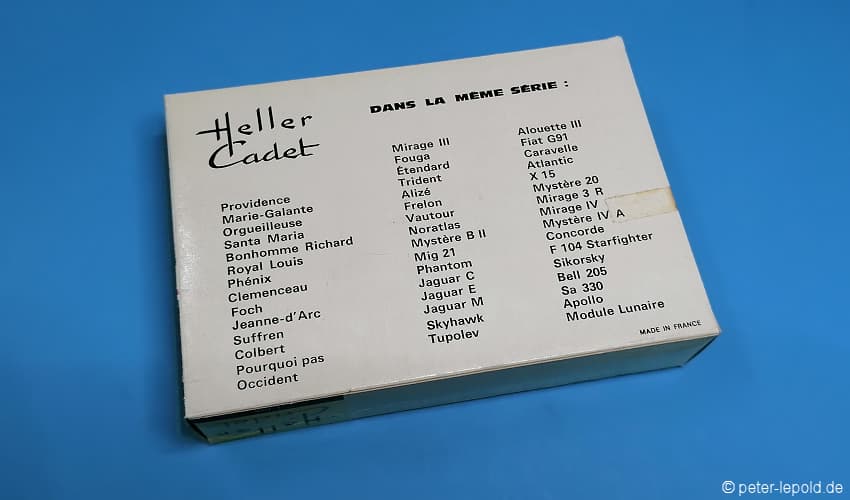 Heller
Cadet
DANS LA MÊME SÉRIE :
Providence
Marie-Galante
Orgueilleuse
Santa Maria
Bonhomme Richard
Royal Louis
Phénix
Clemenceau
Foch
Jeanne-d'Arc
Suffren
Colbert
Pourquoi pas
Occident
Mirage III
Fouga
Étendard
Trident
Alizé
Frelon
Vautour
Noratlas
Mystère B II
Mig 21
Phantom
Jaguar C
Jaguar E
Jaguar M
Skyhawk
Tupolev
Alouette III
Fiat G91
Caravelle
Atlantic
X 15
Mystère 20
Mirage 3 R
Mirage IV
Mystère IV A
Concorde
F 104 Starfighter
Sikorsky
Bell 205
Sa 330
Apollo
Module Lunaire
MADE IN FRANCE
Heller
Cadet
© peter-lepold.de